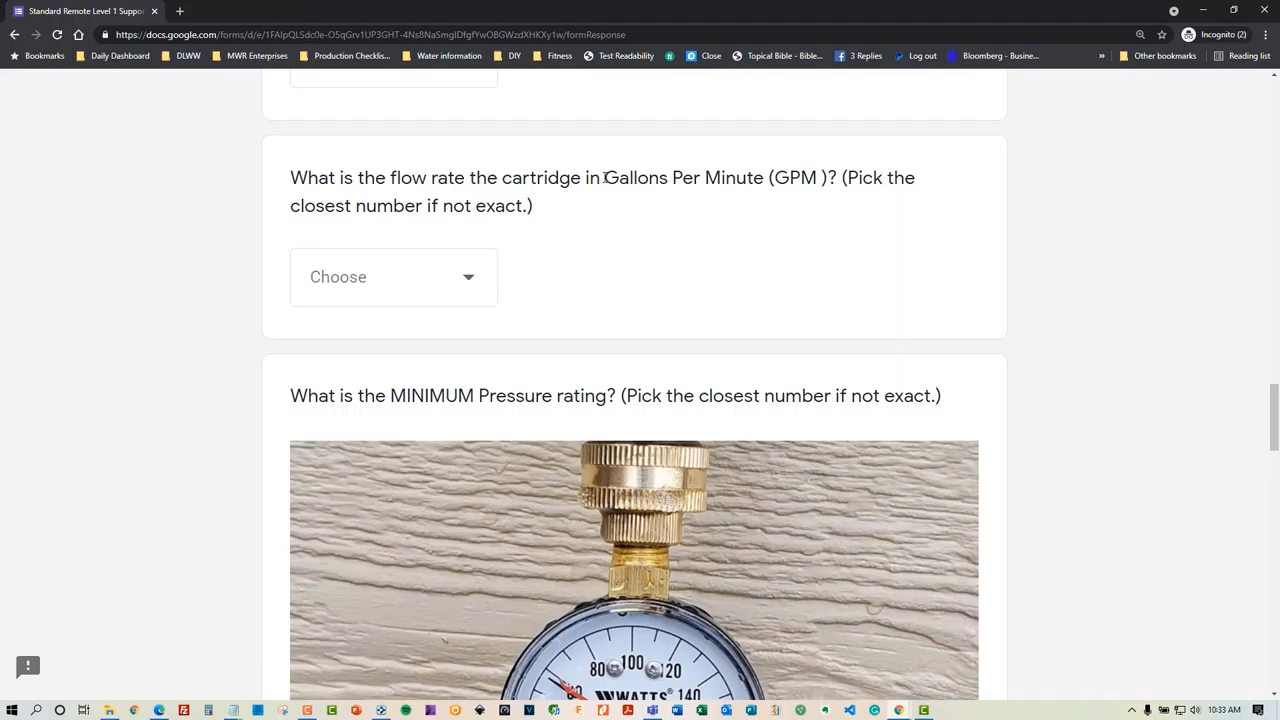 Standard Remote Level 1 Suppor
https://docs.google.com/forms/d/e/1FAIpQLSdc0e-O5qGrv1UP3GHT-4Ns8NaSmgIDfgfYwOBGWzdXHKXy1w/formResponse
Incognito (2)
Bookmarks
Daily Dashboard
DLWW
MWR Enterprises
Production Checklis...
Water information
DIY
Fitness
Test Readability
Close
Topical Bible - Bible...
3 Replies
Log out
Bloomberg - Busine...
Other bookmarks
Reading list
What is the flow rate the cartridge in Gallons Per Minute (GPM )? (Pick the
closest number if not exact.)
Choose
What is the MINIMUM Pressure rating? (Pick the closest number if not exact.)
80 100 120
60 WATTS® 140
10:33 AM